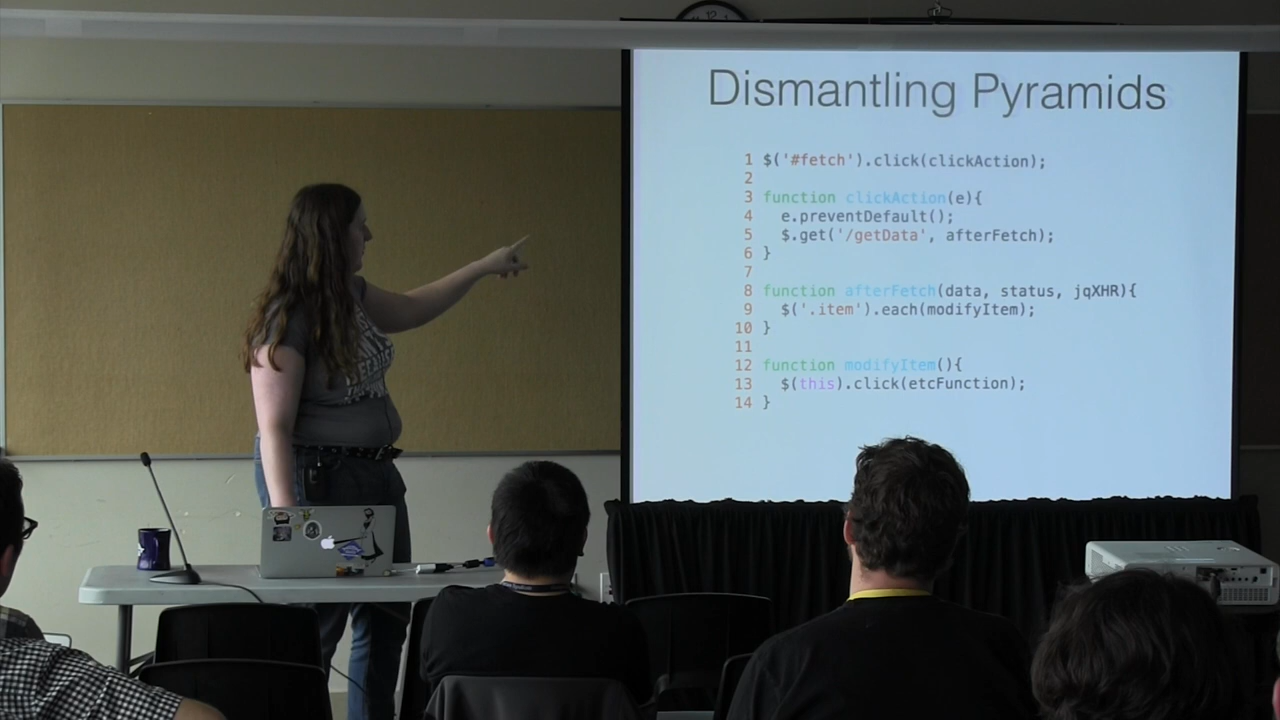 12
Dismantling Pyramids
1 $('#fetch').click(clickAction);
2
3 function clickAction(e){
4 e.preventDefault();
5 $.get('/getData', afterFetch);
6 }
7
8 function afterFetch(data, status, jqXHR){
9 $('.item').each(modifyItem);
10 }
11
12 function modifyItem(){
13 $(this).click(etcFunction);
14 }